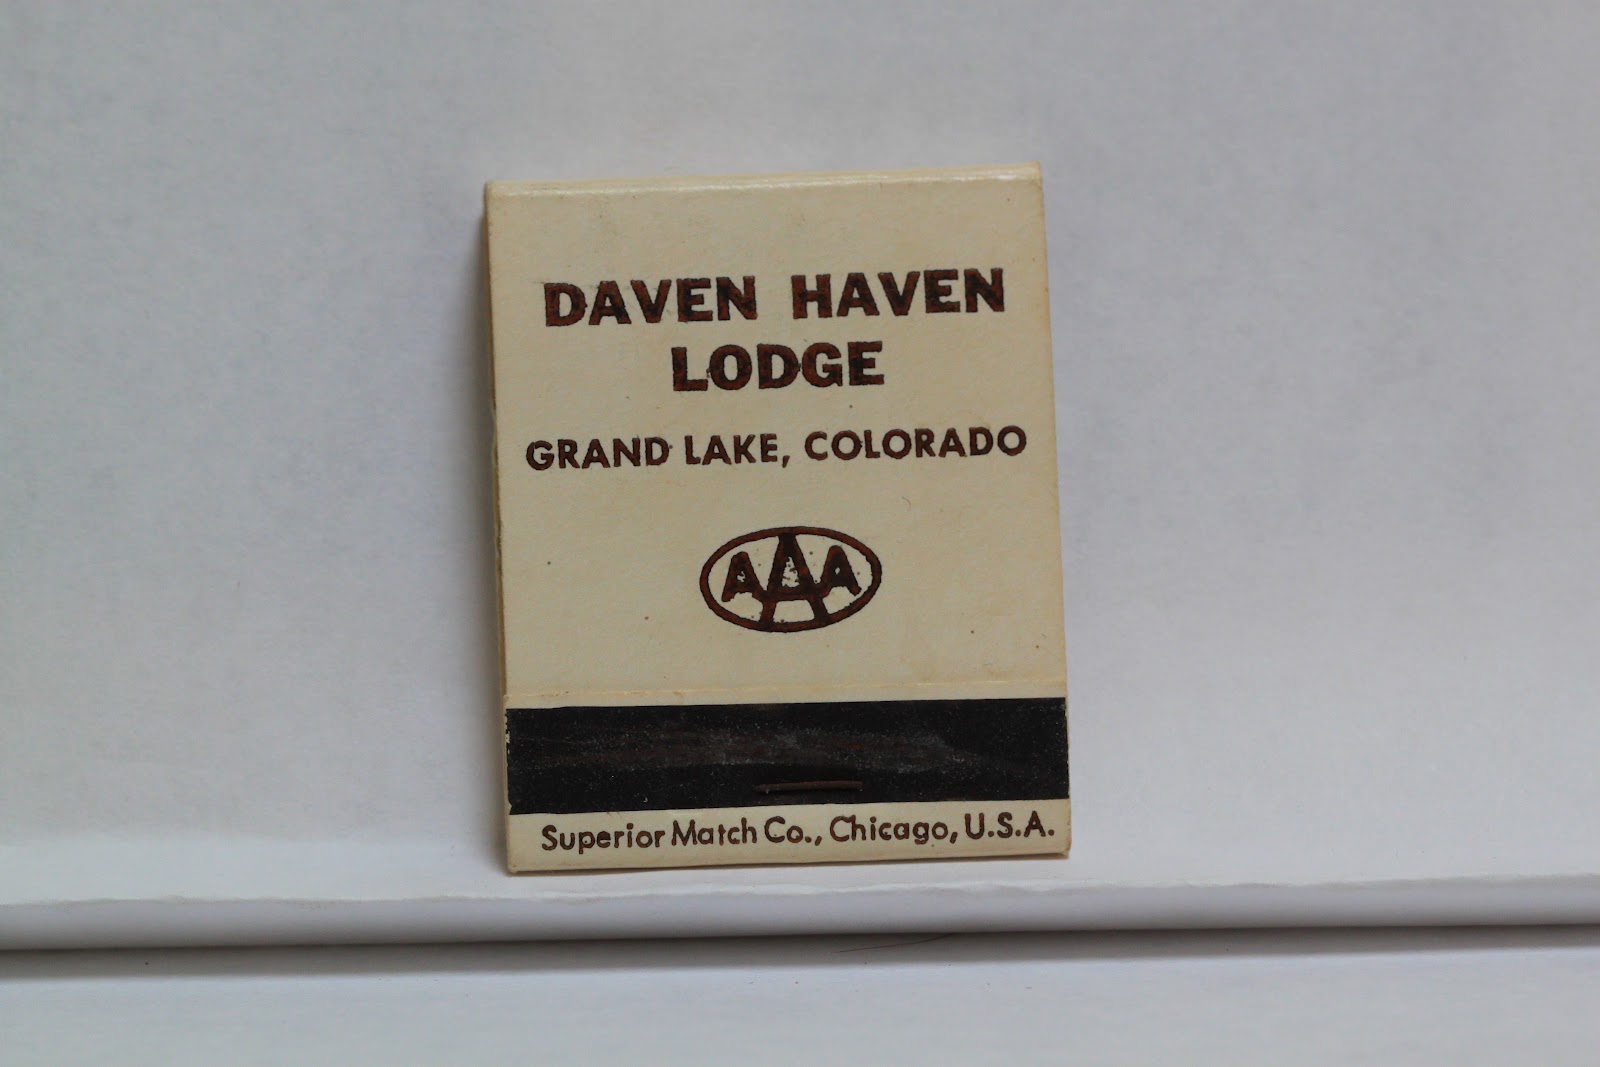 DAVEN HAVEN
LODGE
GRAND LAKE, COLORADO
AAA
Superior Match Co., Chicago, U.S.A.